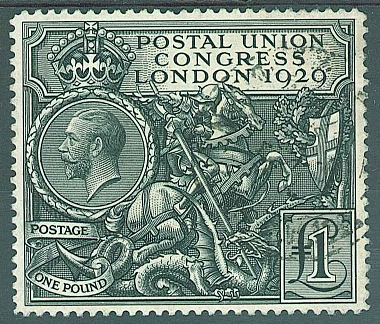 POSTAL UNION
CONGRESS
LONDON 1929
POSTAGE
ONE POUND
£1